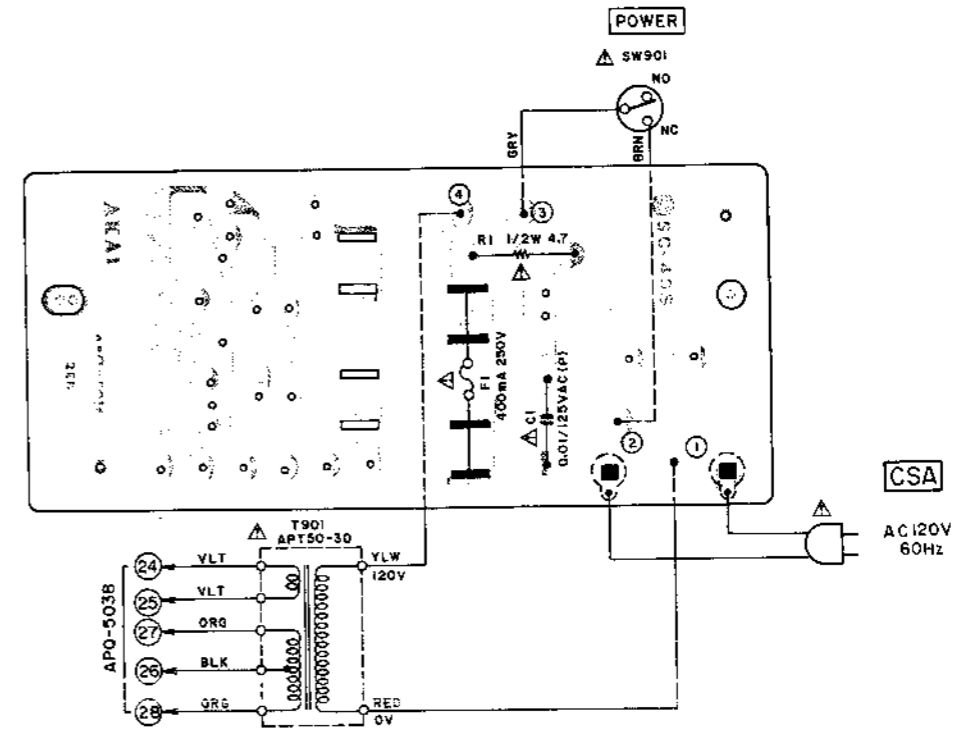 POWER
SW901
NO
NC
GRY
BRN
4
3
AKAI
R1 1/2W 4.7
F1
400mA 250V
C1
0.01/125VAC(P)
2
1
CSA
AC120V
60Hz
T901
APT50-30
24
VLT
YLW
120V
25
VLT
27
ORG
APQ-503B
26
BLK
28
ORG
RED
0V